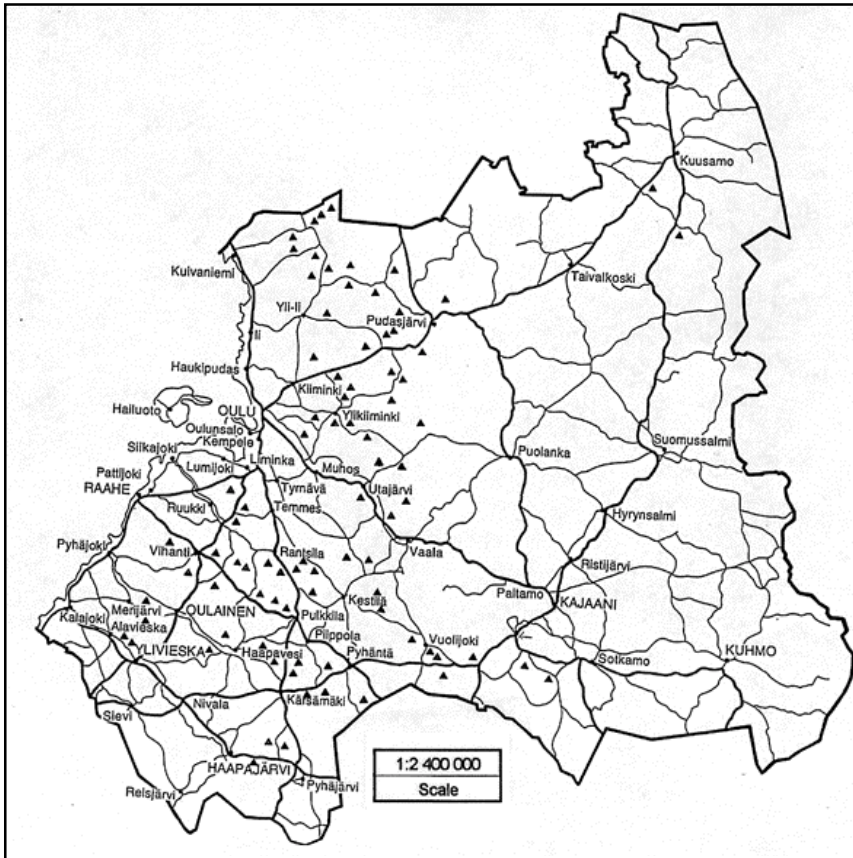 Kuusamo
Kulvaniemi
Taivalkoski
Yli-Ii
Pudasjärvi
Ii
Haukipudas
Kiiminki
Hailuoto
OULU
Ylikiiminki
Oulunsalo
Kempele
Suomussalmi
Siikajoki
Puolanka
Liminka
Lumijoki
Muhos
Pattijoki
Tyrnävä
Utajärvi
RAAHE
Ruukki
Temmes
Hyrynsalmi
Pyhäjoki
Vihanti
Rantsila
Vaala
Ristijärvi
Paltamo
Kestilä
KAJAANI
Merijärvi
OULAINEN
Kalajoki
Pulkkila
Alavieska
Piippola
Vuolijoki
YLIVIESKA
Haapavesi
Pyhäntä
Sotkamo
KUHMO
Nivala
Kärsämäki
Sievi
HAAPAJÄRVI
1:2 400 000
Scale
Pyhäjärvi
Reisjärvi